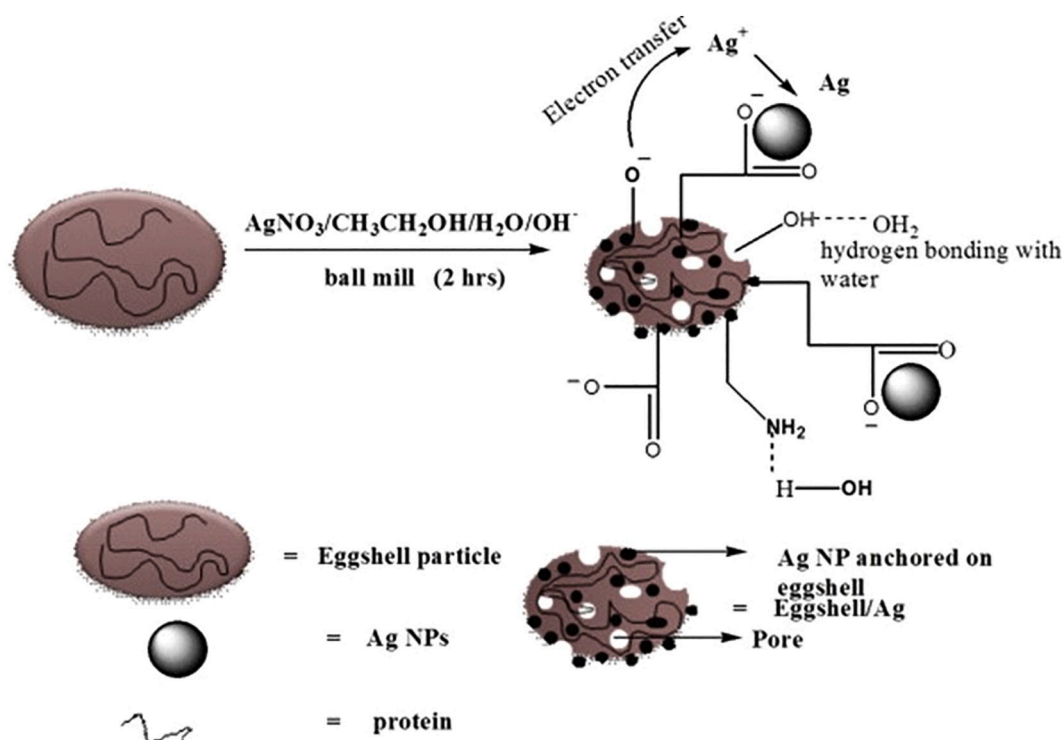 Electron transfer
Ag⁺
Ag
O⁻
O⁻
O
AgNO₃/CH₃CH₂OH/H₂O/OH⁻
ball mill (2 hrs)
OH
OH₂
hydrogen bonding with
water
O
O⁻
⁻O
O
NH₂
H
OH
= Eggshell particle
Ag NP anchored on
eggshell
= Eggshell/Ag
Pore
= Ag NPs
= protein